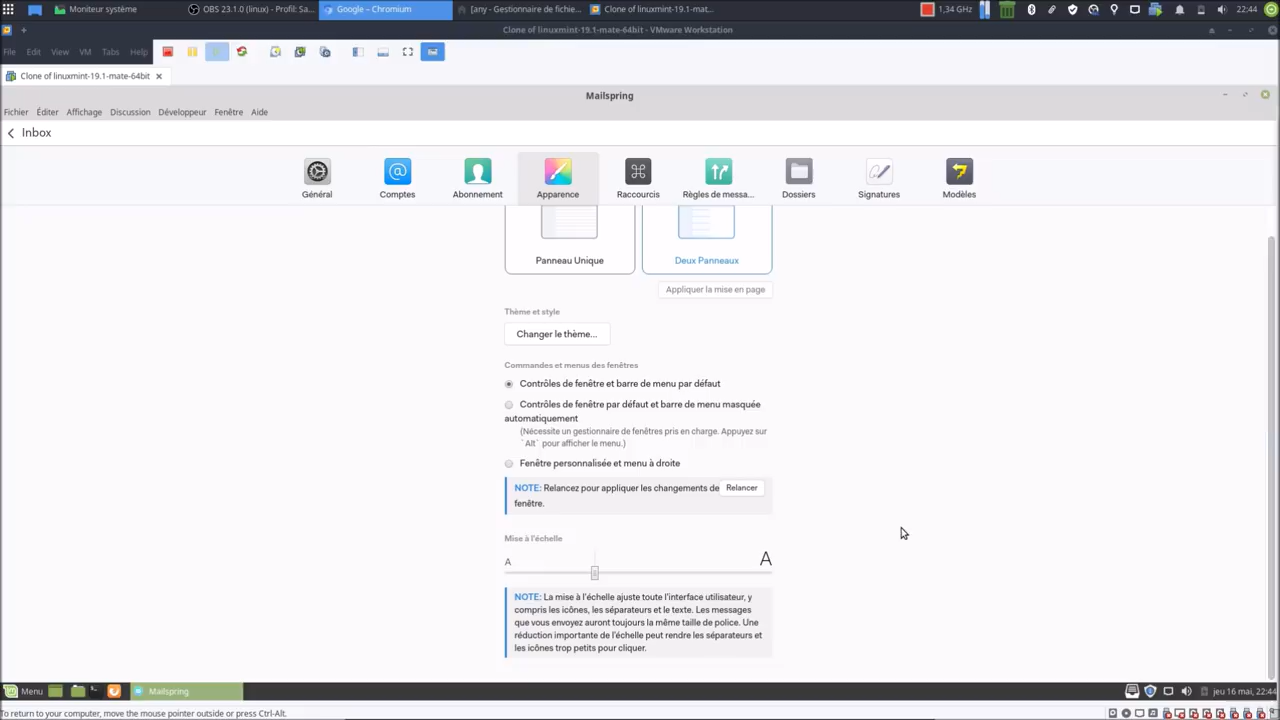 Moniteur système
OBS 23.1.0 (linux) - Profil: Sa...
Google – Chromium
[any - Gestionnaire de fichie...
Clone of linuxmint-19.1-mat...
1,34 GHz
22:44
Clone of linuxmint-19.1-mate-64bit - VMware Workstation
File Edit View VM Tabs Help
Clone of linuxmint-19.1-mate-64bit
Mailspring
Fichier Éditer Affichage Discussion Développeur Fenêtre Aide
Inbox
Général Comptes Abonnement Apparence Raccourcis Règles de messa... Dossiers Signatures Modèles
Panneau Unique Deux Panneaux
Appliquer la mise en page
Thème et style
Changer le thème...
Commandes et menus des fenêtres
Contrôles de fenêtre et barre de menu par défaut
Contrôles de fenêtre par défaut et barre de menu masquée
automatiquement
(Nécessite un gestionnaire de fenêtres pris en charge. Appuyez sur
`Alt` pour afficher le menu.)
Fenêtre personnalisée et menu à droite
NOTE: Relancez pour appliquer les changements de
Relancer
fenêtre.
Mise à l'échelle
A A
NOTE: La mise à l'échelle ajuste toute l'interface utilisateur, y
compris les icônes, les séparateurs et le texte. Les messages
que vous envoyez auront toujours la même taille de police. Une
réduction importante de l'échelle peut rendre les séparateurs et
les icônes trop petits pour cliquer.
Menu
Mailspring
jeu 16 mai, 22:44
To return to your computer, move the mouse pointer outside or press Ctrl-Alt.